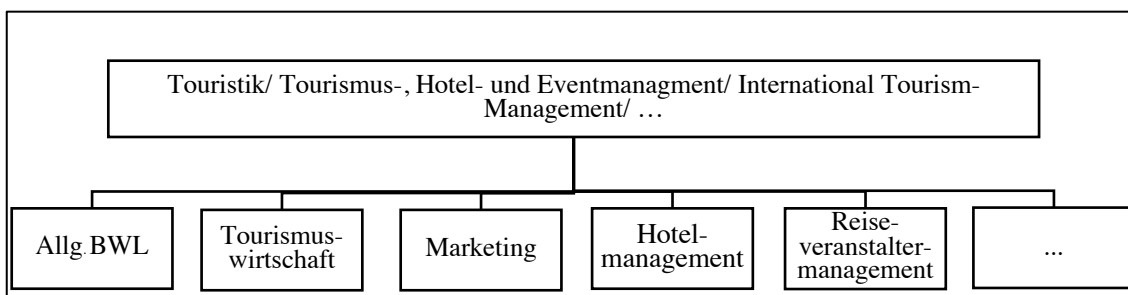 Touristik/ Tourismus-, Hotel- und Eventmanagment/ International Tourism-
Management/ …
Allg.BWL
Tourismus-
wirtschaft
Marketing
Hotel-
management
Reise-
veranstalter-
management
...